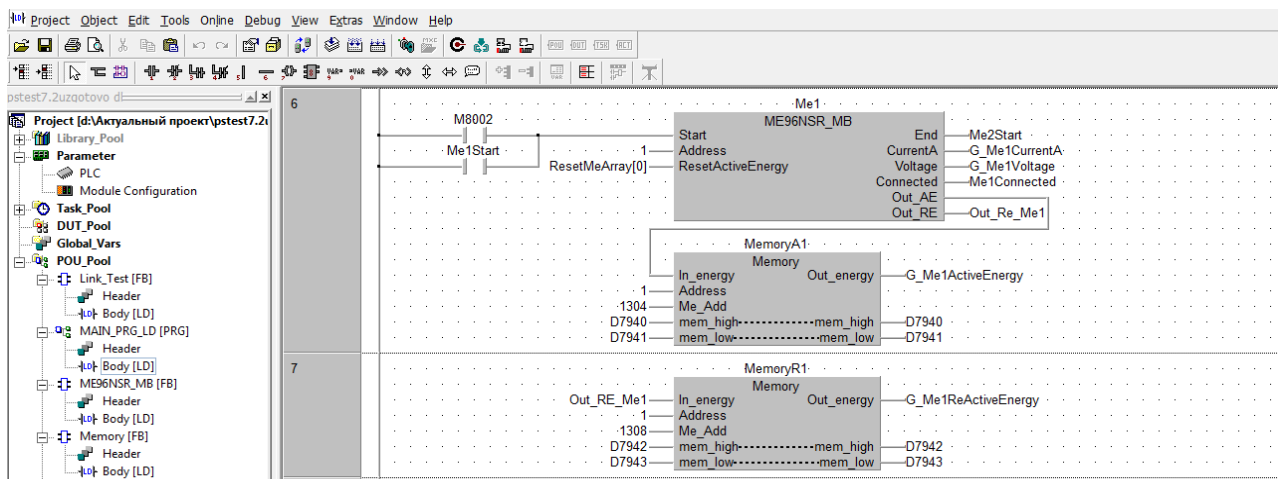 Project Object Edit Tools Online Debug View Extras Window Help
pstest7.2uzgotovo d
Project [d:\Актуальный проект\pstest7.2
Library_Pool
Parameter
PLC
Module Configuration
Task_Pool
DUT_Pool
Global_Vars
POU_Pool
Link_Test [FB]
Header
Body [LD]
MAIN_PRG_LD [PRG]
Header
Body [LD]
ME96NSR_MB [FB]
Header
Body [LD]
Memory [FB]
Header
Body [LD]
6
M8002
Me1Start
1
ResetMeArray[0]
Me1
ME96NSR_MB
Start End Me2Start
Address CurrentA G_Me1CurrentA
ResetActiveEnergy Voltage G_Me1Voltage
Connected Me1Connected
Out_AE
Out_RE Out_Re_Me1
MemoryA1
Memory
In_energy Out_energy G_Me1ActiveEnergy
1 Address
1304 Me_Add
D7940 mem_high mem_high D7940
D7941 mem_low mem_low D7941
7
MemoryR1
Memory
Out_RE_Me1 In_energy Out_energy G_Me1ReActiveEnergy
1 Address
1308 Me_Add
D7942 mem_high mem_high D7942
D7943 mem_low mem_low D7943